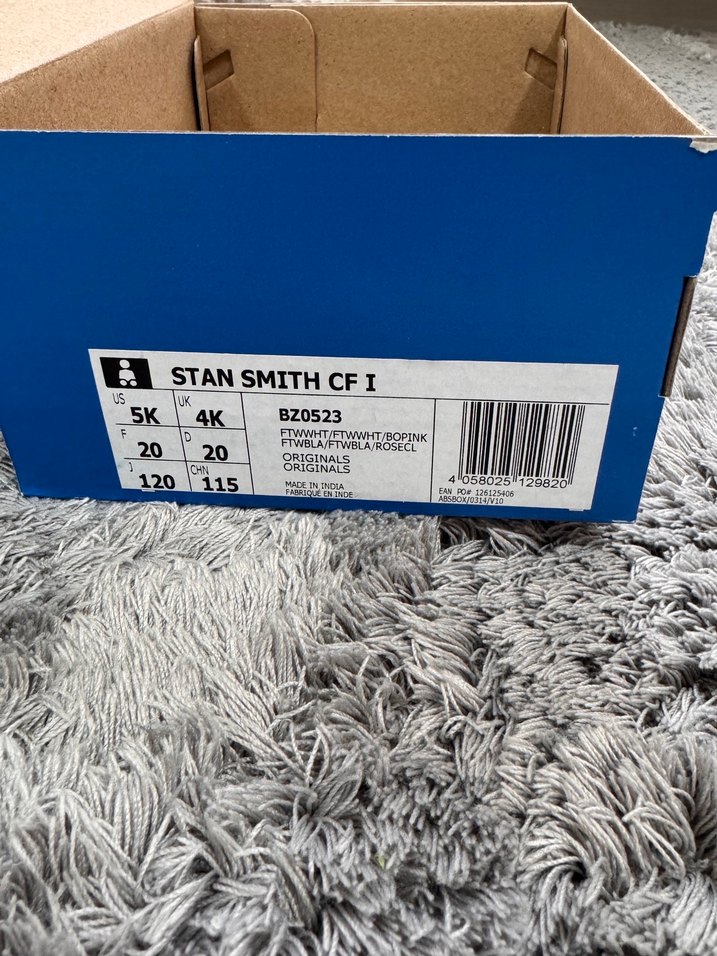 STAN SMITH CF I
US 5K UK 4K
F 20 D 20
J 120 CHN 115
BZ0523
FTWWHT/FTWWHT/BOPINK
FTWBLA/FTWBLA/ROSECL
ORIGINALS
ORIGINALS
MADE IN INDIA
FABRIQUÉ EN INDE
4 058025 129820
EAN PO# 126125406
ABSBOX/0314/V10